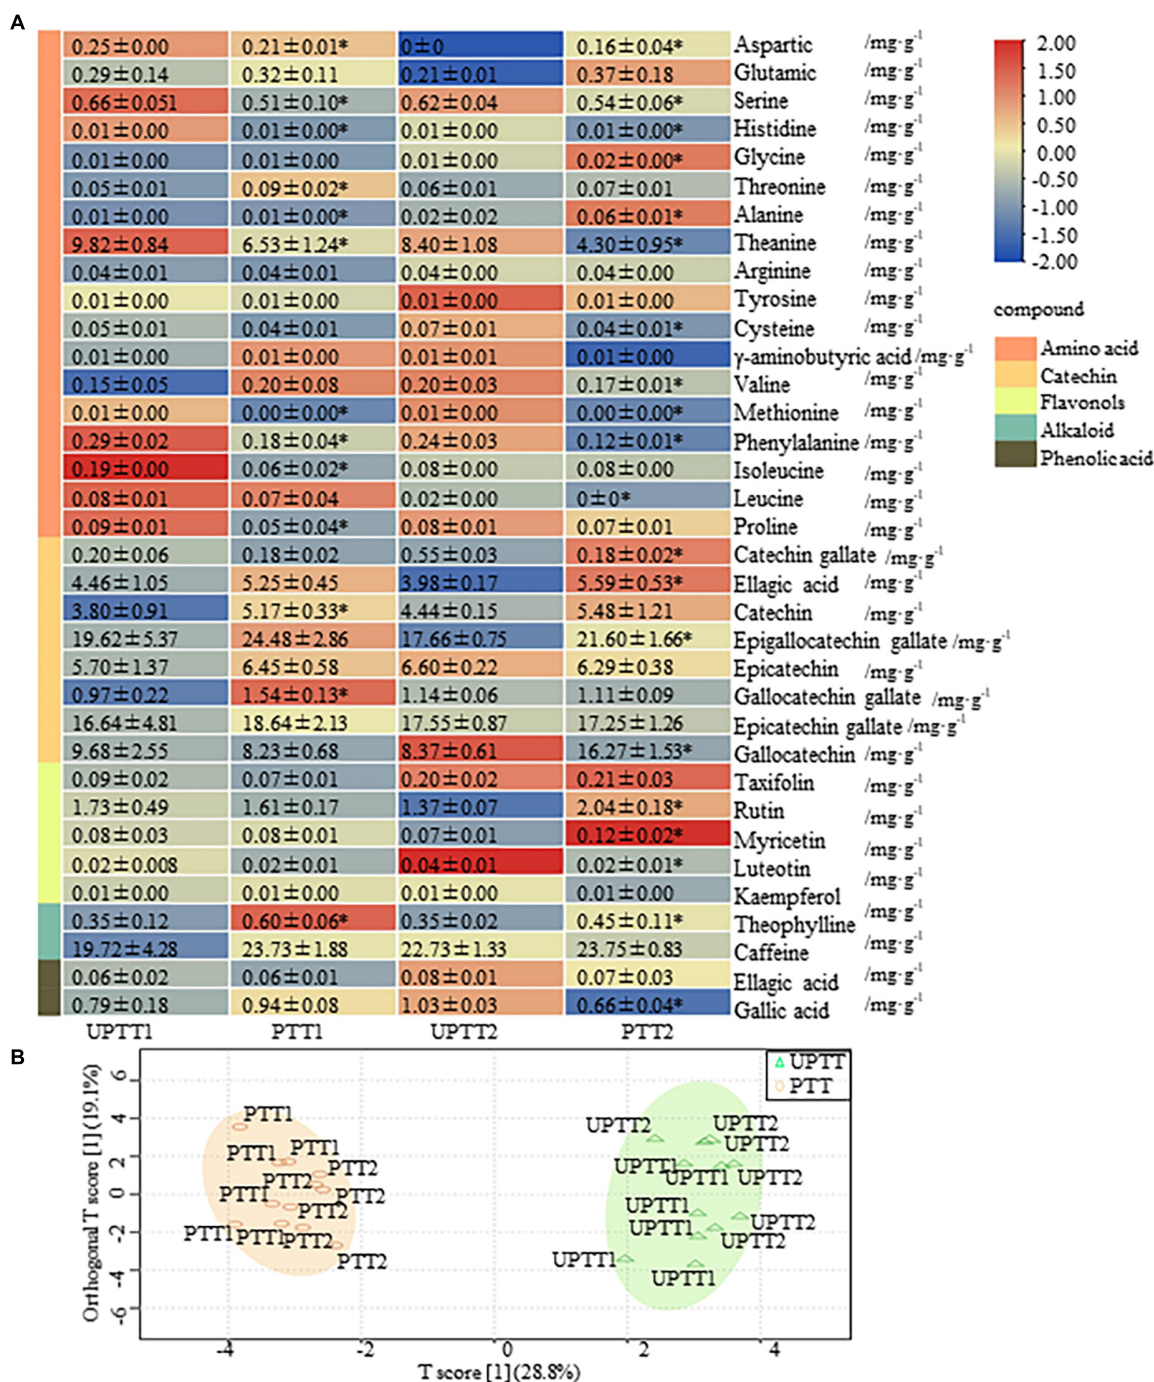 A
0.25±0.00 0.21±0.01* 0±0 0.16±0.04* Aspartic /mg·g-1
0.29±0.14 0.32±0.11 0.21±0.01 0.37±0.18 Glutamic /mg·g-1
0.66±0.051 0.51±0.10* 0.62±0.04 0.54±0.06* Serine /mg·g-1
0.01±0.00 0.01±0.00* 0.01±0.00 0.01±0.00* Histidine /mg·g-1
0.01±0.00 0.01±0.00 0.01±0.00 0.02±0.00* Glycine /mg·g-1
0.05±0.01 0.09±0.02* 0.06±0.01 0.07±0.01 Threonine /mg·g-1
0.01±0.00 0.01±0.00* 0.02±0.02 0.06±0.01* Alanine /mg·g-1
9.82±0.84 6.53±1.24* 8.40±1.08 4.30±0.95* Theanine /mg·g-1
0.04±0.01 0.04±0.01 0.04±0.00 0.04±0.00 Arginine /mg·g-1
0.01±0.00 0.01±0.00 0.01±0.00 0.01±0.00 Tyrosine /mg·g-1
0.05±0.01 0.04±0.01 0.07±0.01 0.04±0.01* Cysteine /mg·g-1
0.01±0.00 0.01±0.00 0.01±0.01 0.01±0.00 γ-aminobutyric acid /mg·g-1
0.15±0.05 0.20±0.08 0.20±0.03 0.17±0.01* Valine /mg·g-1
0.01±0.00 0.00±0.00* 0.01±0.00 0.00±0.00* Methionine /mg·g-1
0.29±0.02 0.18±0.04* 0.24±0.03 0.12±0.01* Phenylalanine /mg·g-1
0.19±0.00 0.06±0.02* 0.08±0.00 0.08±0.00 Isoleucine /mg·g-1
0.08±0.01 0.07±0.04 0.02±0.00 0±0* Leucine /mg·g-1
0.09±0.01 0.05±0.04* 0.08±0.01 0.07±0.01 Proline /mg·g-1
0.20±0.06 0.18±0.02 0.55±0.03 0.18±0.02* Catechin gallate /mg·g-1
4.46±1.05 5.25±0.45 3.98±0.17 5.59±0.53* Ellagic acid /mg·g-1
3.80±0.91 5.17±0.33* 4.44±0.15 5.48±1.21 Catechin /mg·g-1
19.62±5.37 24.48±2.86 17.66±0.75 21.60±1.66* Epigallocatechin gallate /mg·g-1
5.70±1.37 6.45±0.58 6.60±0.22 6.29±0.38 Epicatechin /mg·g-1
0.97±0.22 1.54±0.13* 1.14±0.06 1.11±0.09 Gallocatechin gallate /mg·g-1
16.64±4.81 18.64±2.13 17.55±0.87 17.25±1.26 Epicatechin gallate /mg·g-1
9.68±2.55 8.23±0.68 8.37±0.61 16.27±1.53* Gallocatechin /mg·g-1
0.09±0.02 0.07±0.01 0.20±0.02 0.21±0.03 Taxifolin /mg·g-1
1.73±0.49 1.61±0.17 1.37±0.07 2.04±0.18* Rutin /mg·g-1
0.08±0.03 0.08±0.01 0.07±0.01 0.12±0.02* Myricetin /mg·g-1
0.02±0.008 0.02±0.01 0.04±0.01 0.02±0.01* Luteotin /mg·g-1
0.01±0.00 0.01±0.00 0.01±0.00 0.01±0.00 Kaempferol
0.35±0.12 0.60±0.06* 0.35±0.02 0.45±0.11* Theophylline /mg·g-1
19.72±4.28 23.73±1.88 22.73±1.33 23.75±0.83 Caffeine /mg·g-1
0.06±0.02 0.06±0.01 0.08±0.01 0.07±0.03 Ellagic acid /mg·g-1
0.79±0.18 0.94±0.08 1.03±0.03 0.66±0.04* Gallic acid /mg·g-1
UPTT1 PTT1 UPTT2 PTT2
2.00
1.50
1.00
0.50
0.00
-0.50
-1.00
-1.50
-2.00
compound
Amino acid
Catechin
Flavonols
Alkaloid
Phenolic acid
B
Orthogonal T score [1] (19.1%)
6
4
2
0
-2
-4
-6
UPTT
PTT
PTT1
PTT1 PTT1
PTT2
PTT2
PTT1 PTT2
PTT2
PTT1 PTT1 PTT2
PTT2
UPTT2 UPTT2
UPTT2
UPTT1
UPTT1 UPTT2
UPTT1
UPTT1 UPTT2
UPTT2
UPTT1
UPTT1
-4 -2 0 2 4
T score [1] (28.8%)